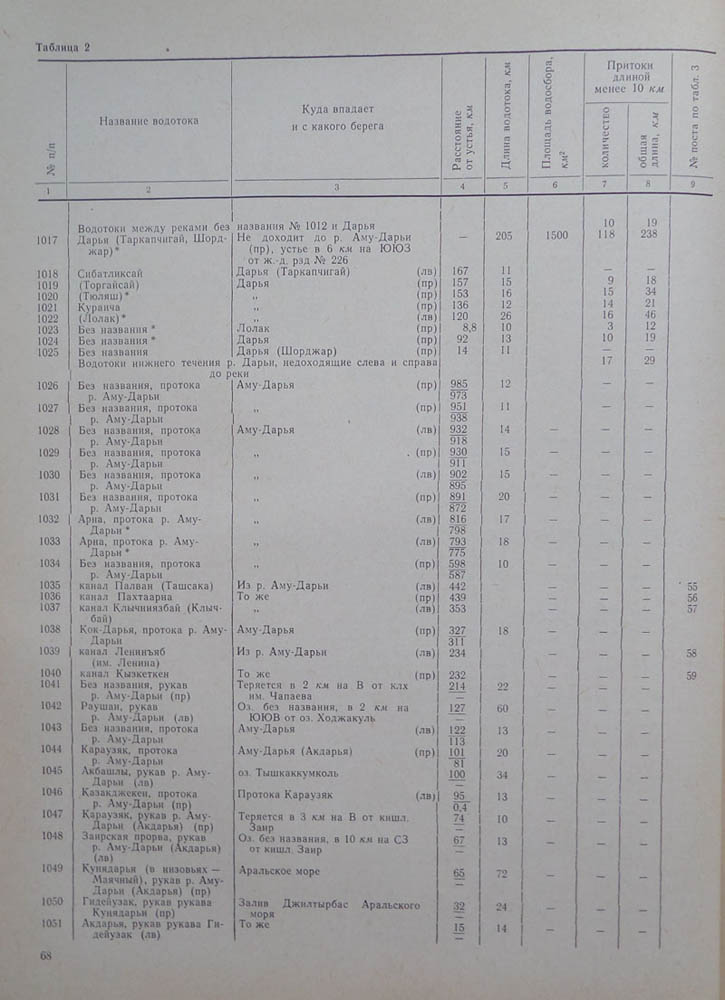 Таблица 2
№ п/п Название водотока Куда впадает и с какого берега Расстояние от устья, км Длина водотока, км Площадь водосбора, км² Притоки длиной менее 10 км количество общая длина, км № поста по табл. 3
1 2 3 4 5 6 7 8 9
Водотоки между реками без названия № 1012 и Дарья 10 19
1017 Дарья (Таркапчигай, Шорд- Не доходит до р. Аму-Дарьи — 205 1500 118 238
жар)* (пр), устье в 6 км на ЮЮЗ
от ж.-д. рзд № 226
1018 Сибатликсай Дарья (Таркапчигай) (лв) 167 11 — —
1019 (Торгайсай) Дарья (пр) 157 15 9 18
1020 (Тюляш)* „ (пр) 153 16 15 34
1021 Куранча „ (пр) 136 12 14 21
1022 (Лолак)* „ (лв) 120 26 16 46
1023 Без названия * Лолак (пр) 8,8 10 3 12
1024 Без названия * Дарья (пр) 92 13 10 19
1025 Без названия Дарья (Шорджар) (пр) 14 11 — —
Водотоки нижнего течения р. Дарьи, недоходящие слева и справа 17 29
до реки
1026 Без названия, протока Аму-Дарья (пр) 985 12 — —
р. Аму-Дарьи 973
1027 Без названия, протока „ (пр) 951 11 — —
р. Аму-Дарьи 938
1028 Без названия, протока Аму-Дарья (лв) 932 14 — — —
р. Аму-Дарьи 918
1029 Без названия, протока „ (пр) 930 15 — — —
р. Аму-Дарьи 911
1030 Без названия, протока „ (лв) 902 15 — — —
р. Аму-Дарьи 895
1031 Без названия, протока „ (пр) 891 20 — — —
р. Аму-Дарьи 872
1032 Арна, протока р. Аму- „ (лв) 816 17 — — —
Дарьи * 798
1033 Арна, протока р. Аму- „ (лв) 793 18 — — —
Дарьи * 775
1034 Без названия, протока „ (пр) 598 10 — — —
р. Аму-Дарьи 587
1035 канал Палван (Ташсака) Из р. Аму-Дарьи (лв) 442 — — — 55
1036 канал Пахтаарна То же (пр) 439 — — — 56
1037 канал Клычниязбай (Клыч- „ (лв) 353 — — — 57
бай)
1038 Кок-Дарья, протока р. Аму- Аму-Дарья (пр) 327 18 — — —
Дарьи 311
1039 канал Ленинъяб Из р. Аму-Дарьи (лв) 234 — — — 58
(им. Ленина)
1040 канал Кызкеткен То же (пр) 232 — — — 59
1041 Без названия, рукав Теряется в 2 км на В от клх 214 22 — — —
р. Аму-Дарьи (пр) им. Чапаева —
1042 Раушан, рукав Оз. без названия, в 2 км на 127 60 — — —
р. Аму-Дарьи (лв) ЮЮВ от оз. Ходжакуль —
1043 Без названия, протока Аму-Дарья (лв) 122 13 — — —
р. Аму-Дарьи 113
1044 Караузяк, протока Аму-Дарья (Акдарья) (пр) 101 20 — — —
р. Аму-Дарьи 81
1045 Акбашлы, рукав р. Аму- оз. Тышкаккумколь 100 34 — — —
Дарьи (лв) —
1046 Казакджекен, протока Протока Караузяк (лв) 95 13 — — —
р. Аму-Дарьи (пр) 0,4
1047 Караузяк, рукав р. Аму- Теряется в 3 км на В от кишл. 74 10 — — —
Дарьи (Акдарья) (пр) Заир —
1048 Заирская прорва, рукав Оз. без названия, в 10 км на СЗ 67 13 — — —
р. Аму-Дарьи (Акдарья) от кишл. Заир —
(лв)
1049 Кунядарья (в низовьях — Аральское море 65 72 — — —
Маячный), рукав р. Аму- —
Дарьи (Акдарья) (пр)
1050 Гидейузак, рукав рукава Залив Джилтырбас Аральского 32 24 — — —
Кунядарьи (пр) моря —
1051 Акдарья, рукав рукава Ги- То же 15 14 — — —
дейузак (лв) —
68